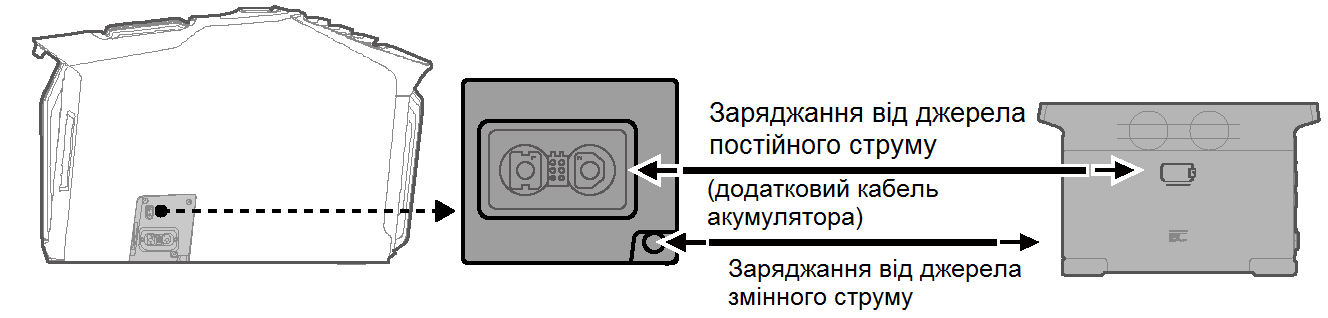 Заряджання від джерела
постійного струму
(додатковий кабель
акумулятора)
Заряджання від джерела
змінного струму